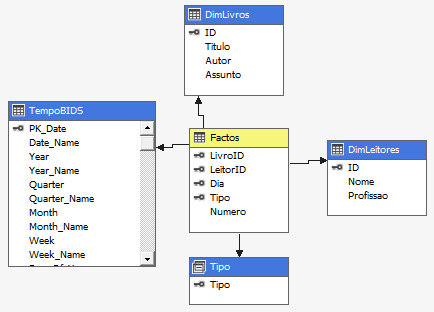 DimLivros
ID
Titulo
Autor
Assunto
TempoBIDS
PK_Date
Date_Name
Year
Year_Name
Quarter
Quarter_Name
Month
Month_Name
Week
Week_Name
Factos
LivroID
LeitorID
Dia
Tipo
Numero
DimLeitores
ID
Nome
Profissao
Tipo
Tipo